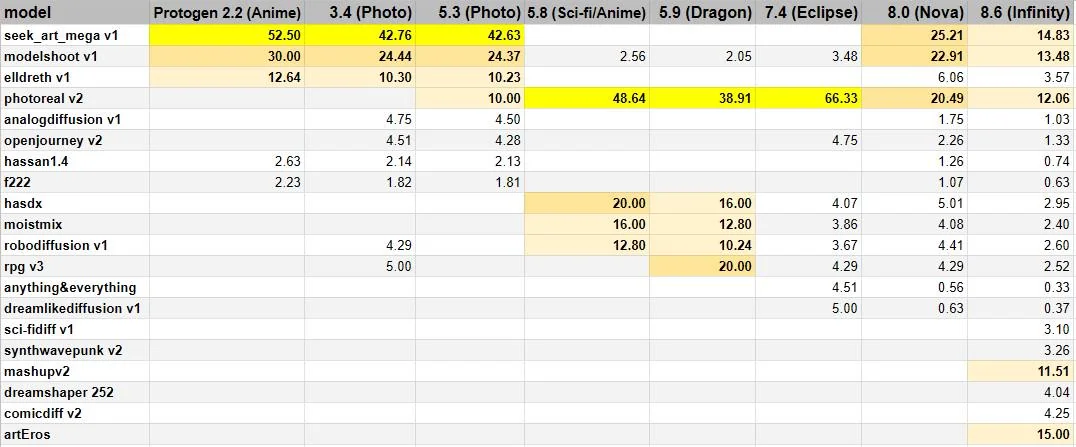 model Protogen 2.2 (Anime) 3.4 (Photo) 5.3 (Photo) 5.8 (Sci-fi/Anime) 5.9 (Dragon) 7.4 (Eclipse) 8.0 (Nova) 8.6 (Infinity)
seek_art_mega v1 52.50 42.76 42.63 25.21 14.83
modelshoot v1 30.00 24.44 24.37 2.56 2.05 3.48 22.91 13.48
elldreth v1 12.64 10.30 10.23 6.06 3.57
photoreal v2 10.00 48.64 38.91 66.33 20.49 12.06
analogdiffusion v1 4.75 4.50 1.75 1.03
openjourney v2 4.51 4.28 4.75 2.26 1.33
hassan1.4 2.63 2.14 2.13 1.26 0.74
f222 2.23 1.82 1.81 1.07 0.63
hasdx 20.00 16.00 4.07 5.01 2.95
moistmix 16.00 12.80 3.86 4.08 2.40
robodiffusion v1 4.29 12.80 10.24 3.67 4.41 2.60
rpg v3 5.00 20.00 4.29 4.29 2.52
anything&everything 4.51 0.56 0.33
dreamlikediffusion v1 5.00 0.63 0.37
sci-fidiff v1 3.10
synthwavepunk v2 3.26
mashupv2 11.51
dreamshaper 252 4.04
comicdiff v2 4.25
artEros 15.00